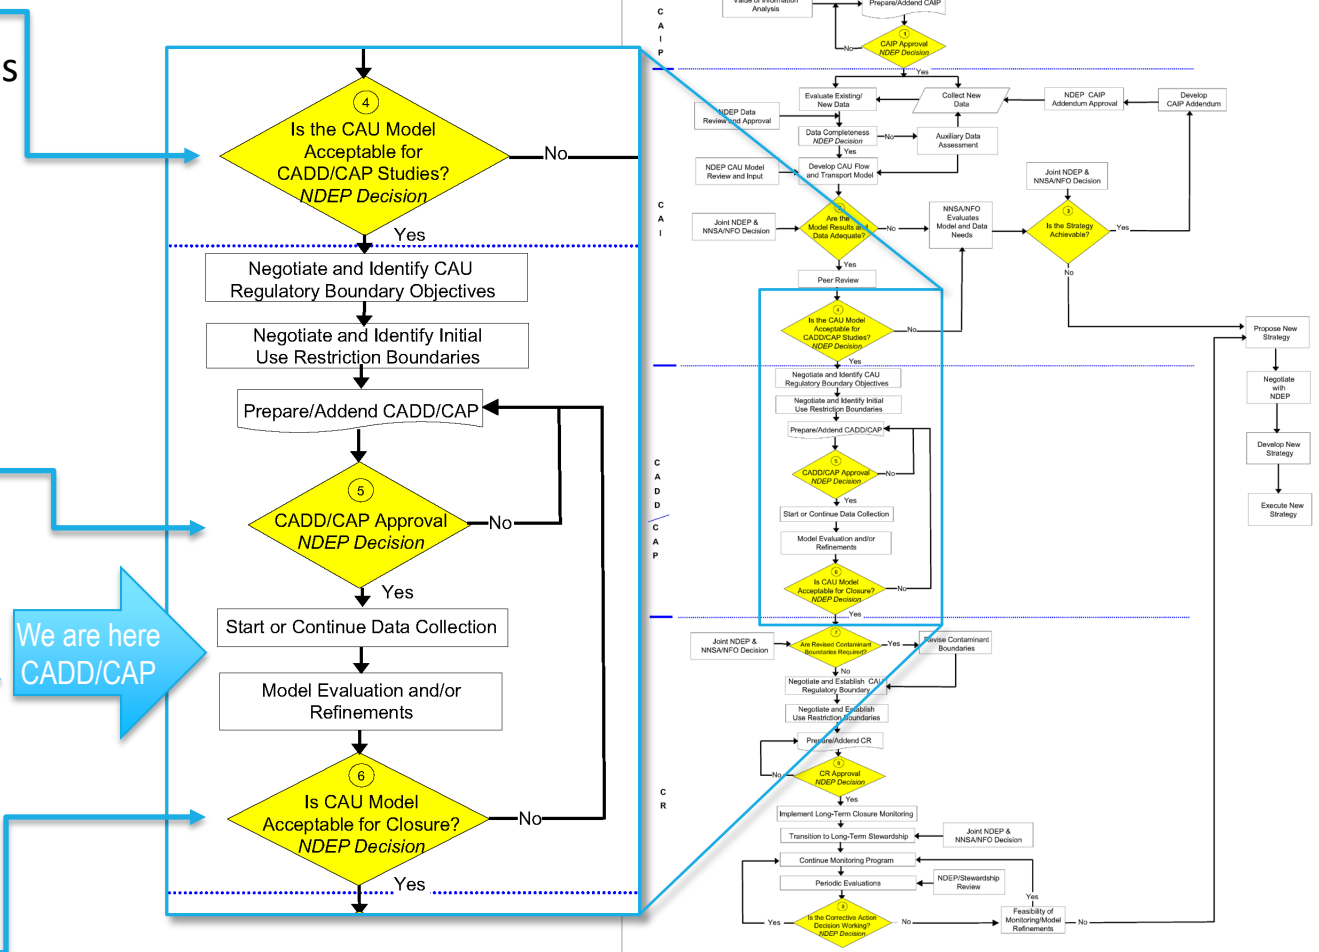 s
4
Is the CAU Model
Acceptable for
CADD/CAP Studies?
NDEP Decision
No
Yes
Negotiate and Identify CAU
Regulatory Boundary Objectives
Negotiate and Identify Initial
Use Restriction Boundaries
Prepare/Addend CADD/CAP
5
CADD/CAP Approval
NDEP Decision
No
Yes
We are here
CADD/CAP
Start or Continue Data Collection
Model Evaluation and/or
Refinements
6
Is CAU Model
Acceptable for Closure?
NDEP Decision
No
Yes
C
A
I
P
Value of Information
Analysis
Prepare/Addend CAIP
1
CAIP Approval
NDEP Decision
No
Yes
C
A
I
Evaluate Existing/
New Data
Collect New
Data
NDEP CAIP
Addendum Approval
Develop
CAIP Addendum
NDEP Data
Review and Approval
Data Completeness
NDEP Decision
No
Auxiliary Data
Assessment
Yes
NDEP CAU Model
Review and Input
Develop CAU Flow
and Transport Model
Joint NDEP &
NNSA/NFO Decision
Joint NDEP &
NNSA/NFO Decision
Are the
Model Results and
Data Adequate?
No
NNSA/NFO
Evaluates
Model and Data
Needs
3
Is the Strategy
Achievable?
Yes
No
Yes
Peer Review
4
Is the CAU Model
Acceptable for
CADD/CAP Studies?
NDEP Decision
No
Yes
Propose New
Strategy
Negotiate
with
NDEP
Develop New
Strategy
Execute New
Strategy
C
A
D
D
/
C
A
P
Negotiate and Identify CAU
Regulatory Boundary Objectives
Negotiate and Identify Initial
Use Restriction Boundaries
Prepare/Addend CADD/CAP
5
CADD/CAP Approval
NDEP Decision
No
Yes
Start or Continue Data Collection
Model Evaluation and/or
Refinements
6
Is CAU Model
Acceptable for Closure?
NDEP Decision
No
Yes
C
R
Joint NDEP &
NNSA/NFO Decision
7
Are Revised Contaminant
Boundaries Required?
Yes
Revise Contaminant
Boundaries
No
Negotiate and Establish CAU
Regulatory Boundary
Negotiate and Establish
Use Restriction Boundaries
Prepare/Addend CR
8
CR Approval
NDEP Decision
No
Yes
Implement Long-Term Closure Monitoring
Transition to Long-Term Stewardship
Joint NDEP &
NNSA/NFO Decision
Continue Monitoring Program
Periodic Evaluations
NDEP/Stewardship
Review
9
Is the Corrective Action
Decision Working?
NDEP Decision
Yes
No
Feasibility of
Monitoring/Model
Refinements
Yes
No